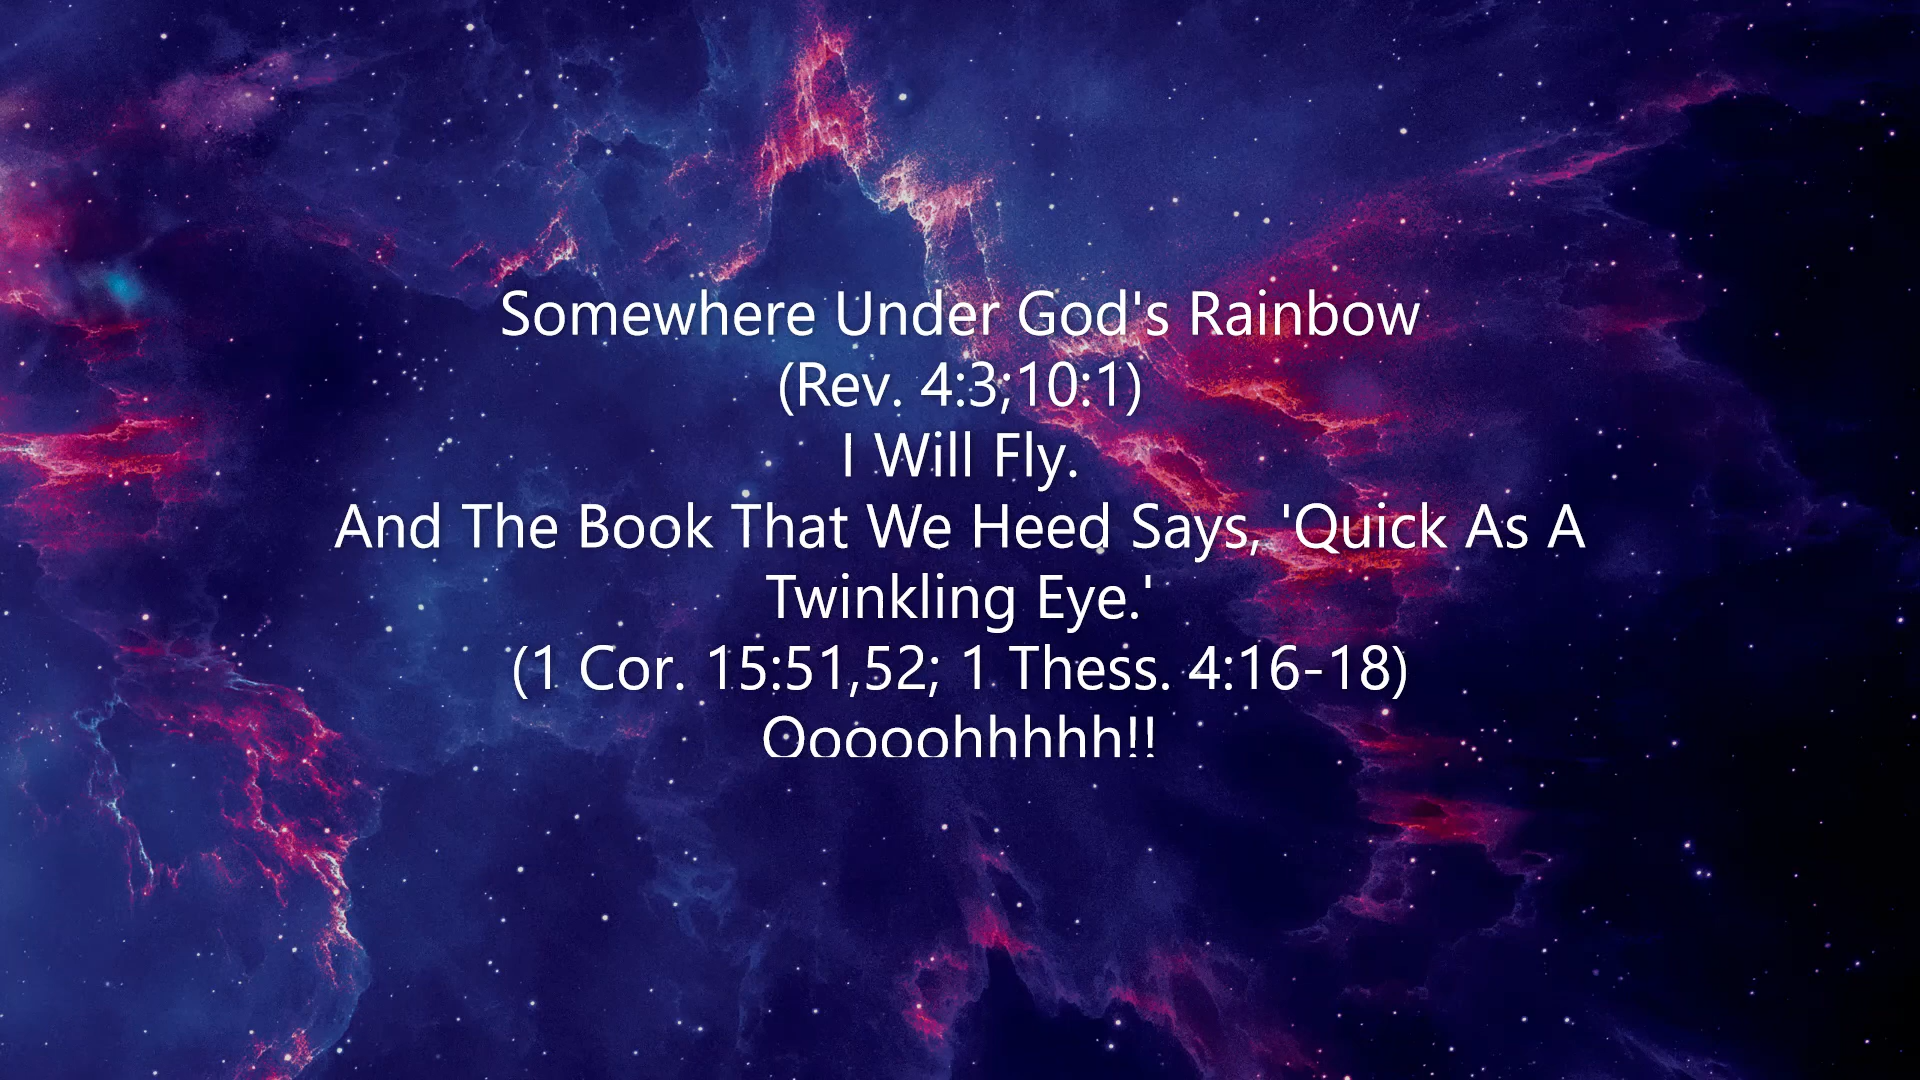 Somewhere Under God's Rainbow
(Rev. 4:3;10:1)
I Will Fly.
And The Book That We Heed Says, 'Quick As A
Twinkling Eye.'
(1 Cor. 15:51,52; 1 Thess. 4:16-18)
Ooooohhhhh!!